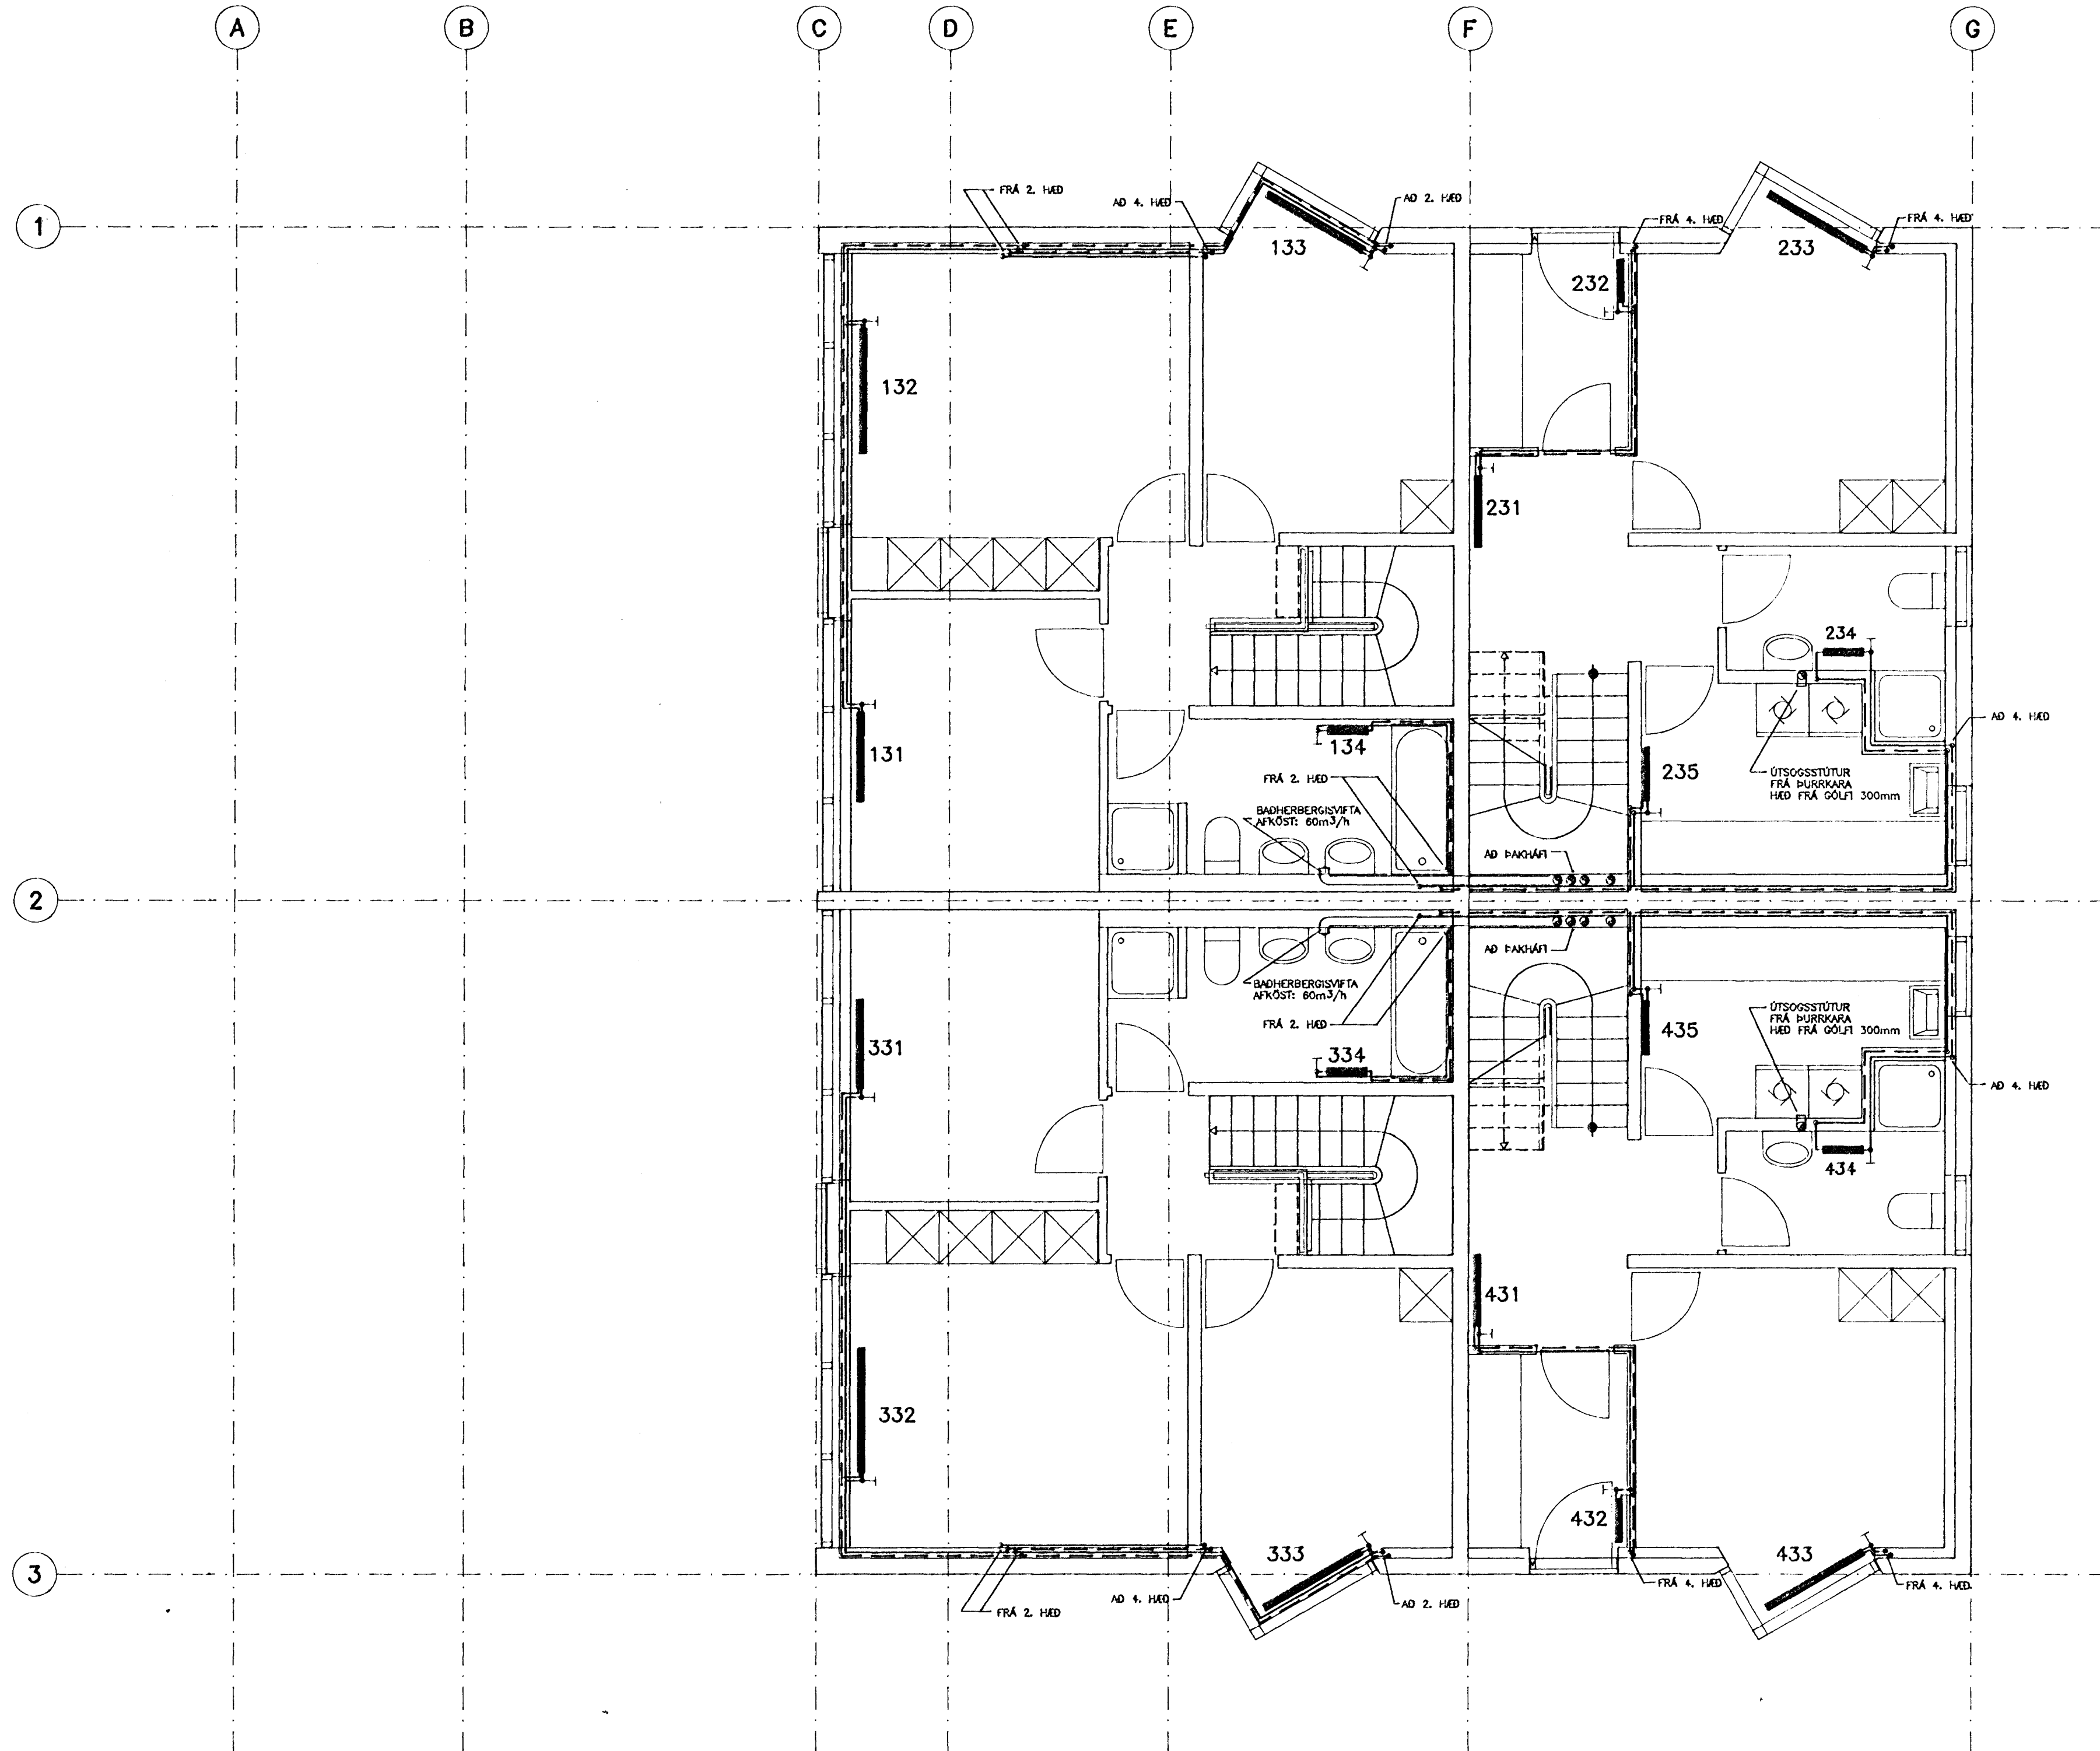 A B C D E F G
FRÁ 2. HÆÐ
AÐ 4. HÆÐ
AÐ 2. HÆÐ
FRÁ 4. HÆÐ
FRÁ 4. HÆÐ
1
133
233
232
132
231
234
AÐ 4. HÆÐ
134
131
235
FRÁ 2. HÆÐ
ÚTSOGSSTÚTUR
FRÁ ÞURRKARA
HÆÐ FRÁ GÓLFI 300mm
BAÐHERBERGISVIFTA
AFKÖST: 60m³/h
AÐ ÞAKHÁFI
2
AÐ ÞAKHÁFI
BAÐHERBERGISVIFTA
AFKÖST: 60m³/h
ÚTSOGSSTÚTUR
FRÁ ÞURRKARA
HÆÐ FRÁ GÓLFI 300mm
FRÁ 2. HÆÐ
435
331
334
AÐ 4. HÆÐ
434
431
332
432
333
433
3
FRÁ 4. HÆÐ
FRÁ 4. HÆÐ
AÐ 4. HÆÐ
AÐ 2. HÆÐ
FRÁ 2. HÆÐ